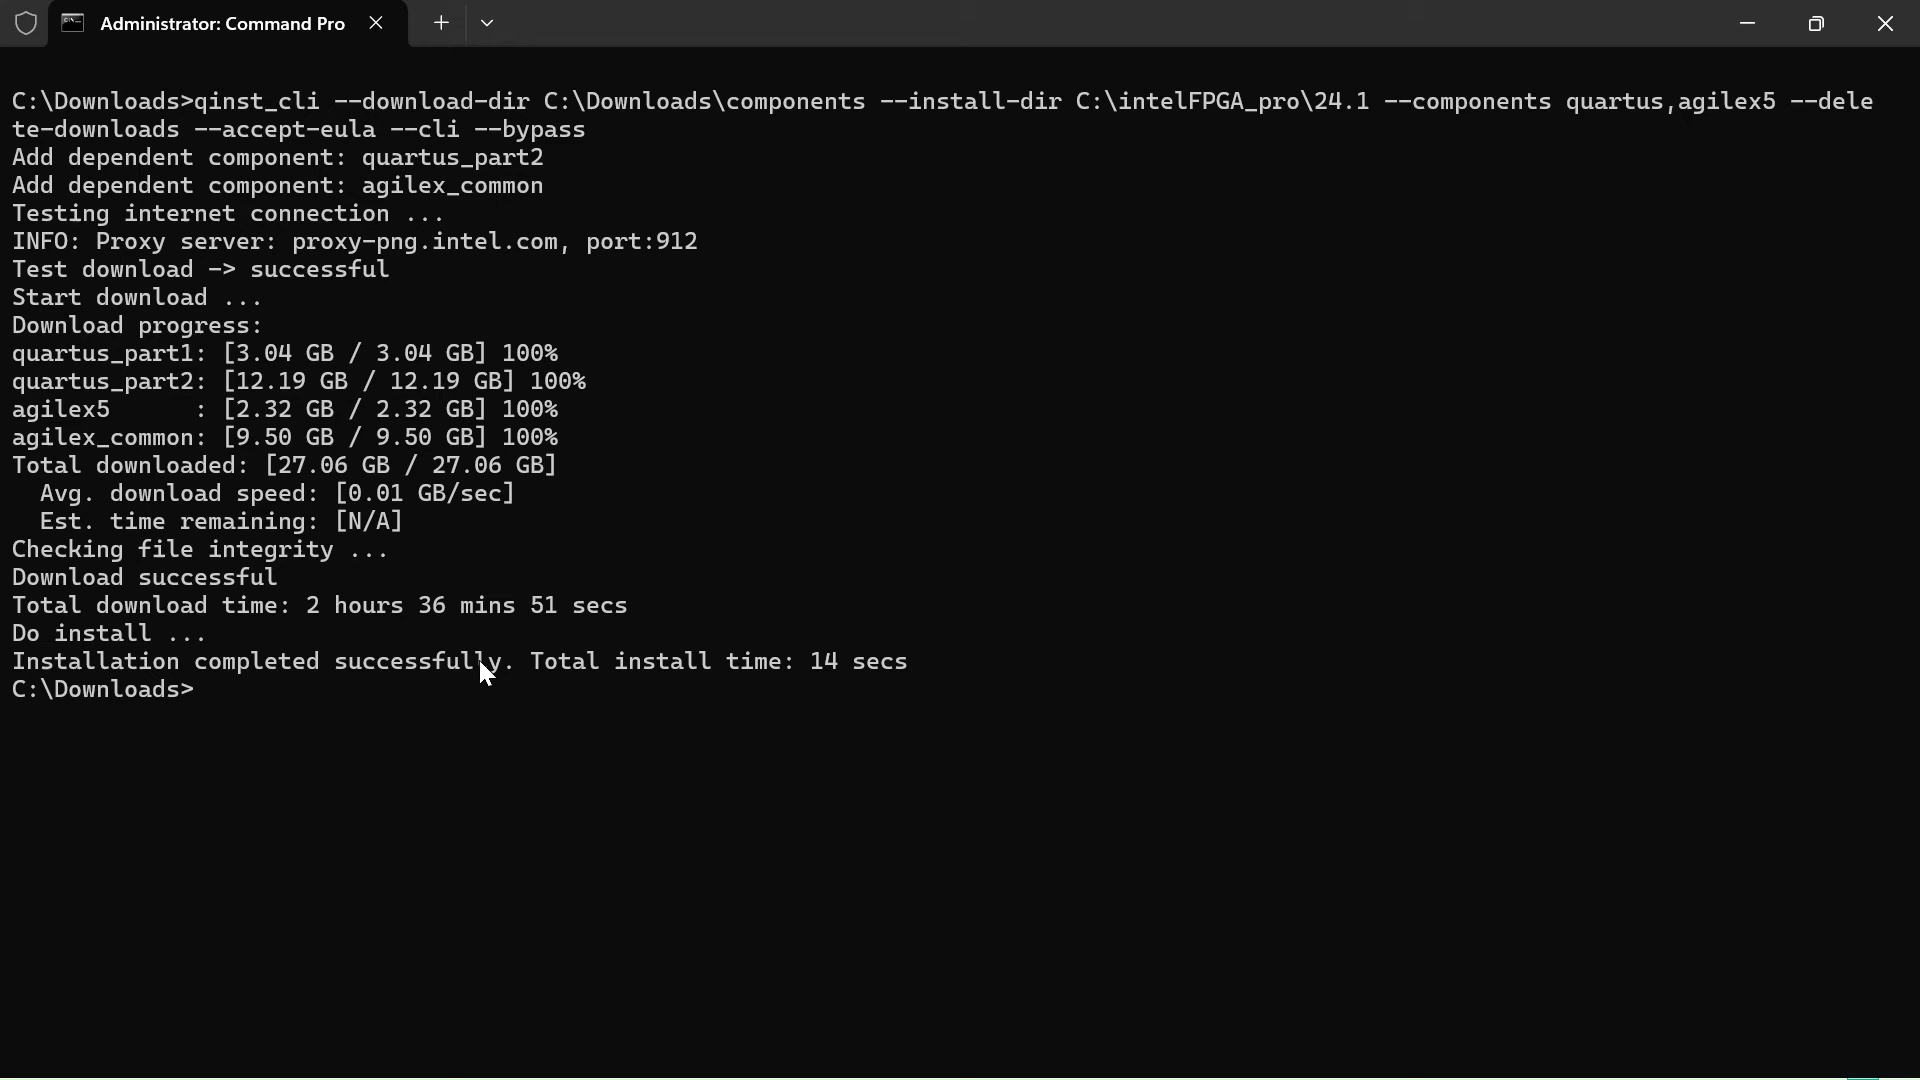 Administrator: Command Pro
C:\Downloads>qinst_cli --download-dir C:\Downloads\components --install-dir C:\intelFPGA_pro\24.1 --components quartus,agilex5 --dele
te-downloads --accept-eula --cli --bypass
Add dependent component: quartus_part2
Add dependent component: agilex_common
Testing internet connection ...
INFO: Proxy server: proxy-png.intel.com, port:912
Test download -> successful
Start download ...
Download progress:
quartus_part1: [3.04 GB / 3.04 GB] 100%
quartus_part2: [12.19 GB / 12.19 GB] 100%
agilex5      : [2.32 GB / 2.32 GB] 100%
agilex_common: [9.50 GB / 9.50 GB] 100%
Total downloaded: [27.06 GB / 27.06 GB]
  Avg. download speed: [0.01 GB/sec]
  Est. time remaining: [N/A]
Checking file integrity ...
Download successful
Total download time: 2 hours 36 mins 51 secs
Do install ...
Installation completed successfully. Total install time: 14 secs
C:\Downloads>